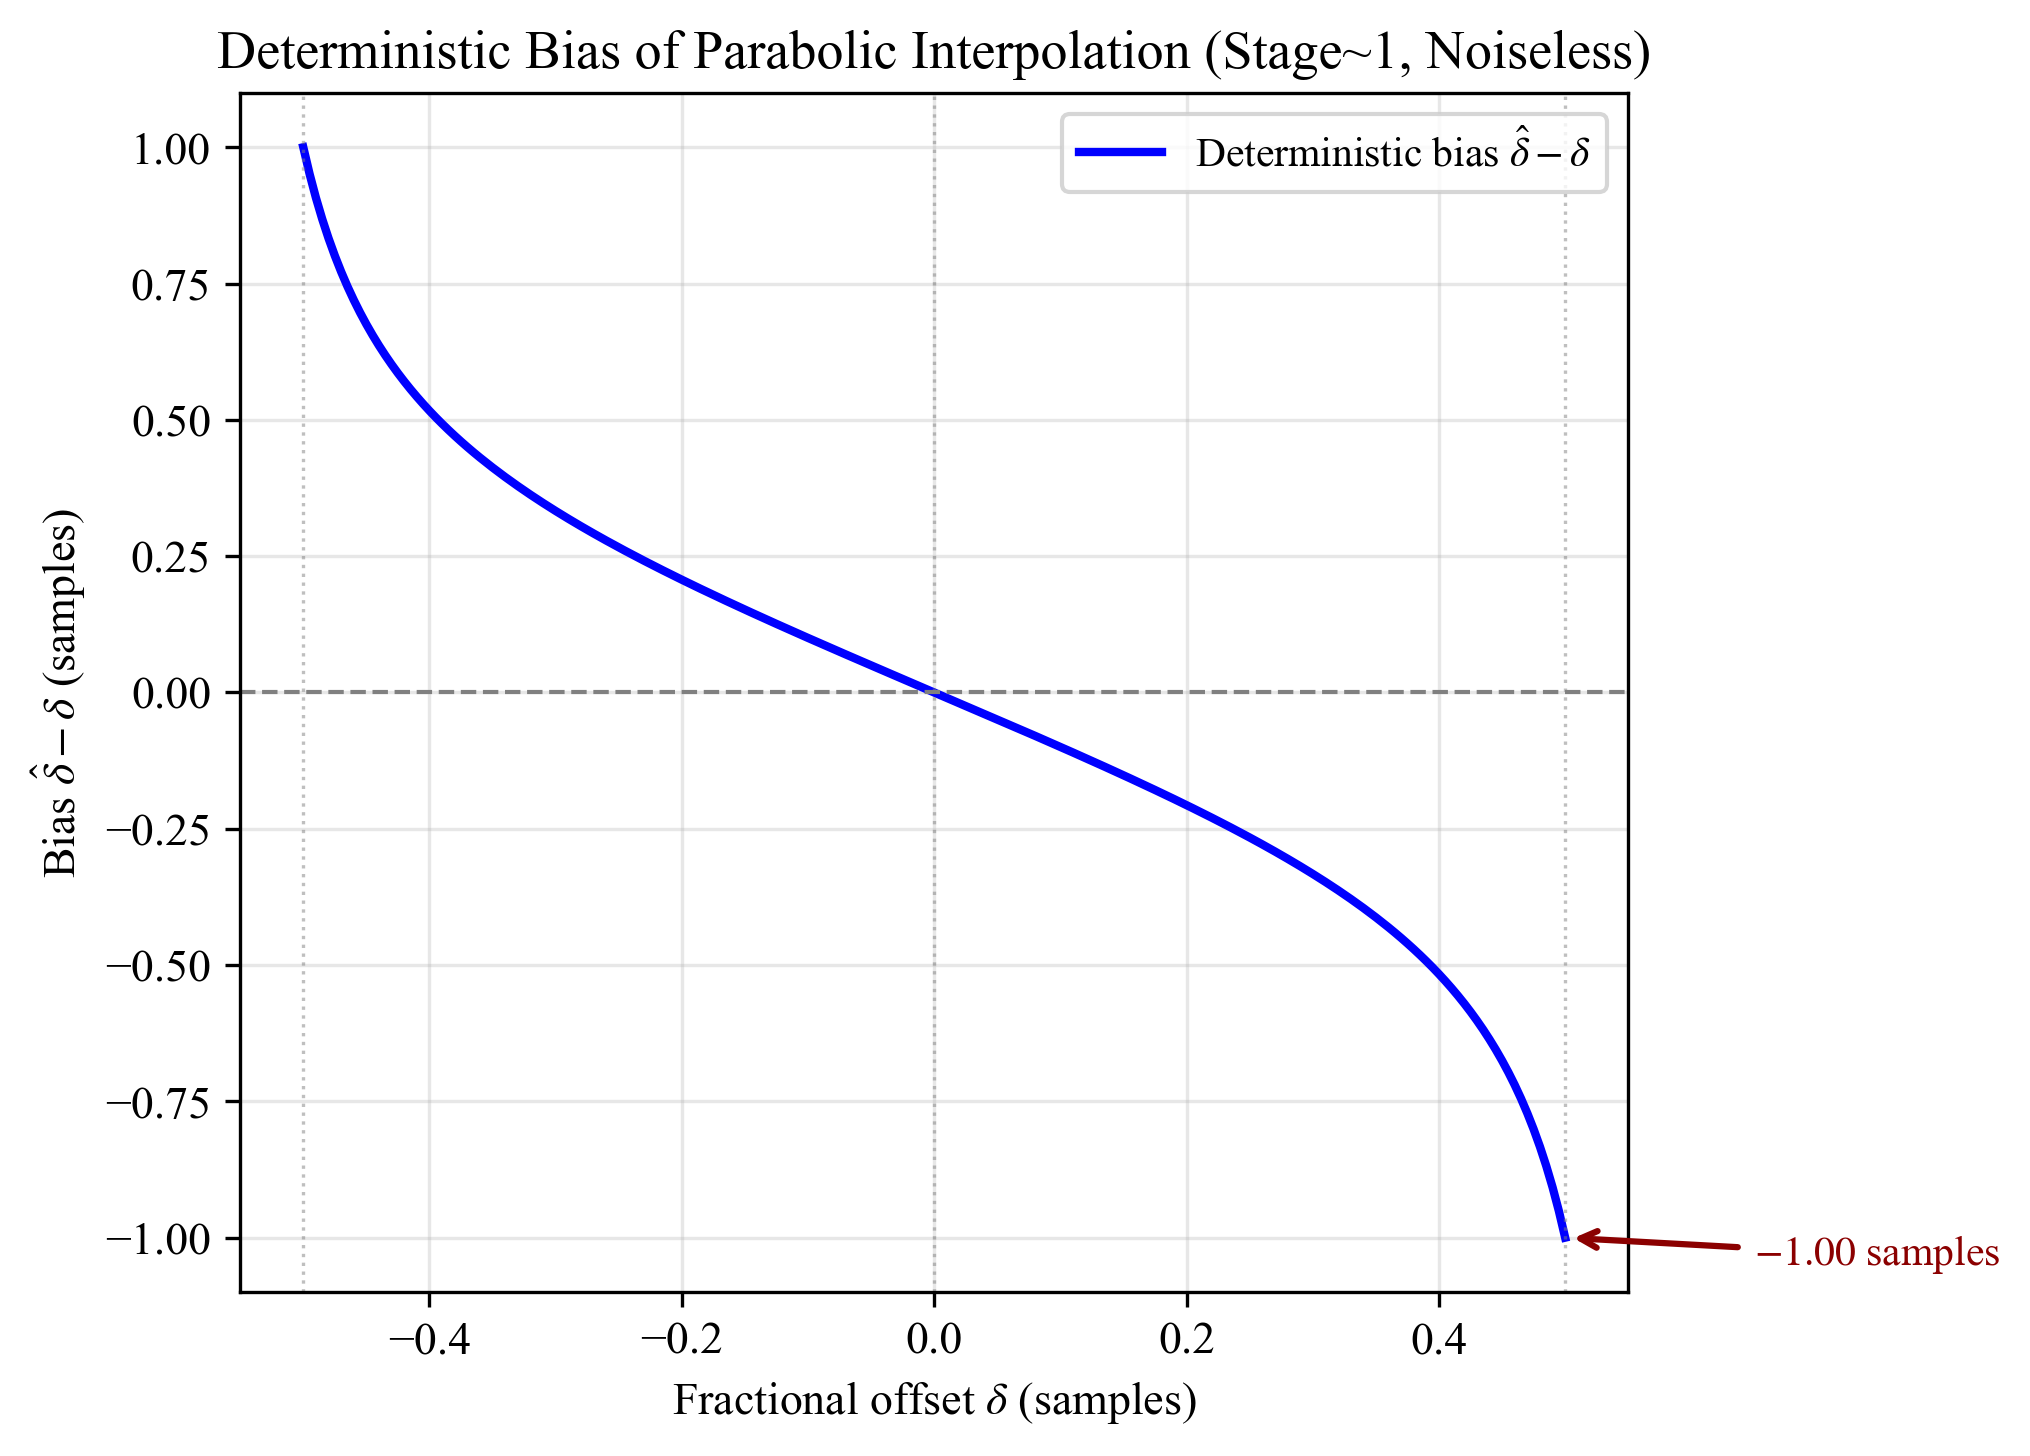 Deterministic Bias of Parabolic Interpolation (Stage~1, Noiseless)
Deterministic bias δ̂ − δ
Bias δ̂ − δ (samples)
1.00
0.75
0.50
0.25
0.00
−0.25
−0.50
−0.75
−1.00
−1.00 samples
−0.4 −0.2 0.0 0.2 0.4
Fractional offset δ (samples)